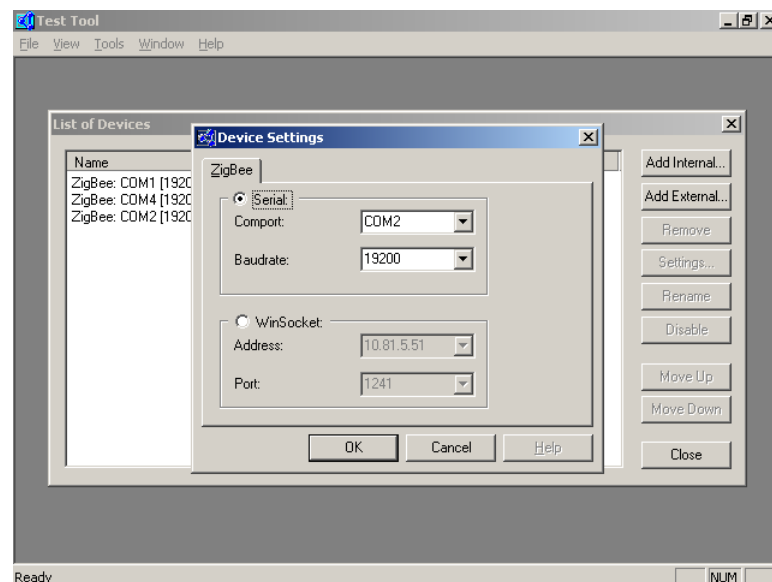 Test Tool
File View Tools Window Help
List of Devices
Device Settings
Name
ZigBee
Add Internal...
ZigBee: COM1 [1920
Serial:
Add External...
ZigBee: COM4 [1920
Comport: COM2
ZigBee: COM2 [1920
Remove
Baudrate: 19200
Settings...
Rename
WinSocket:
Disable
Address: 10.81.5.51
Port: 1241
Move Up
Move Down
OK Cancel Help
Close
Ready NUM